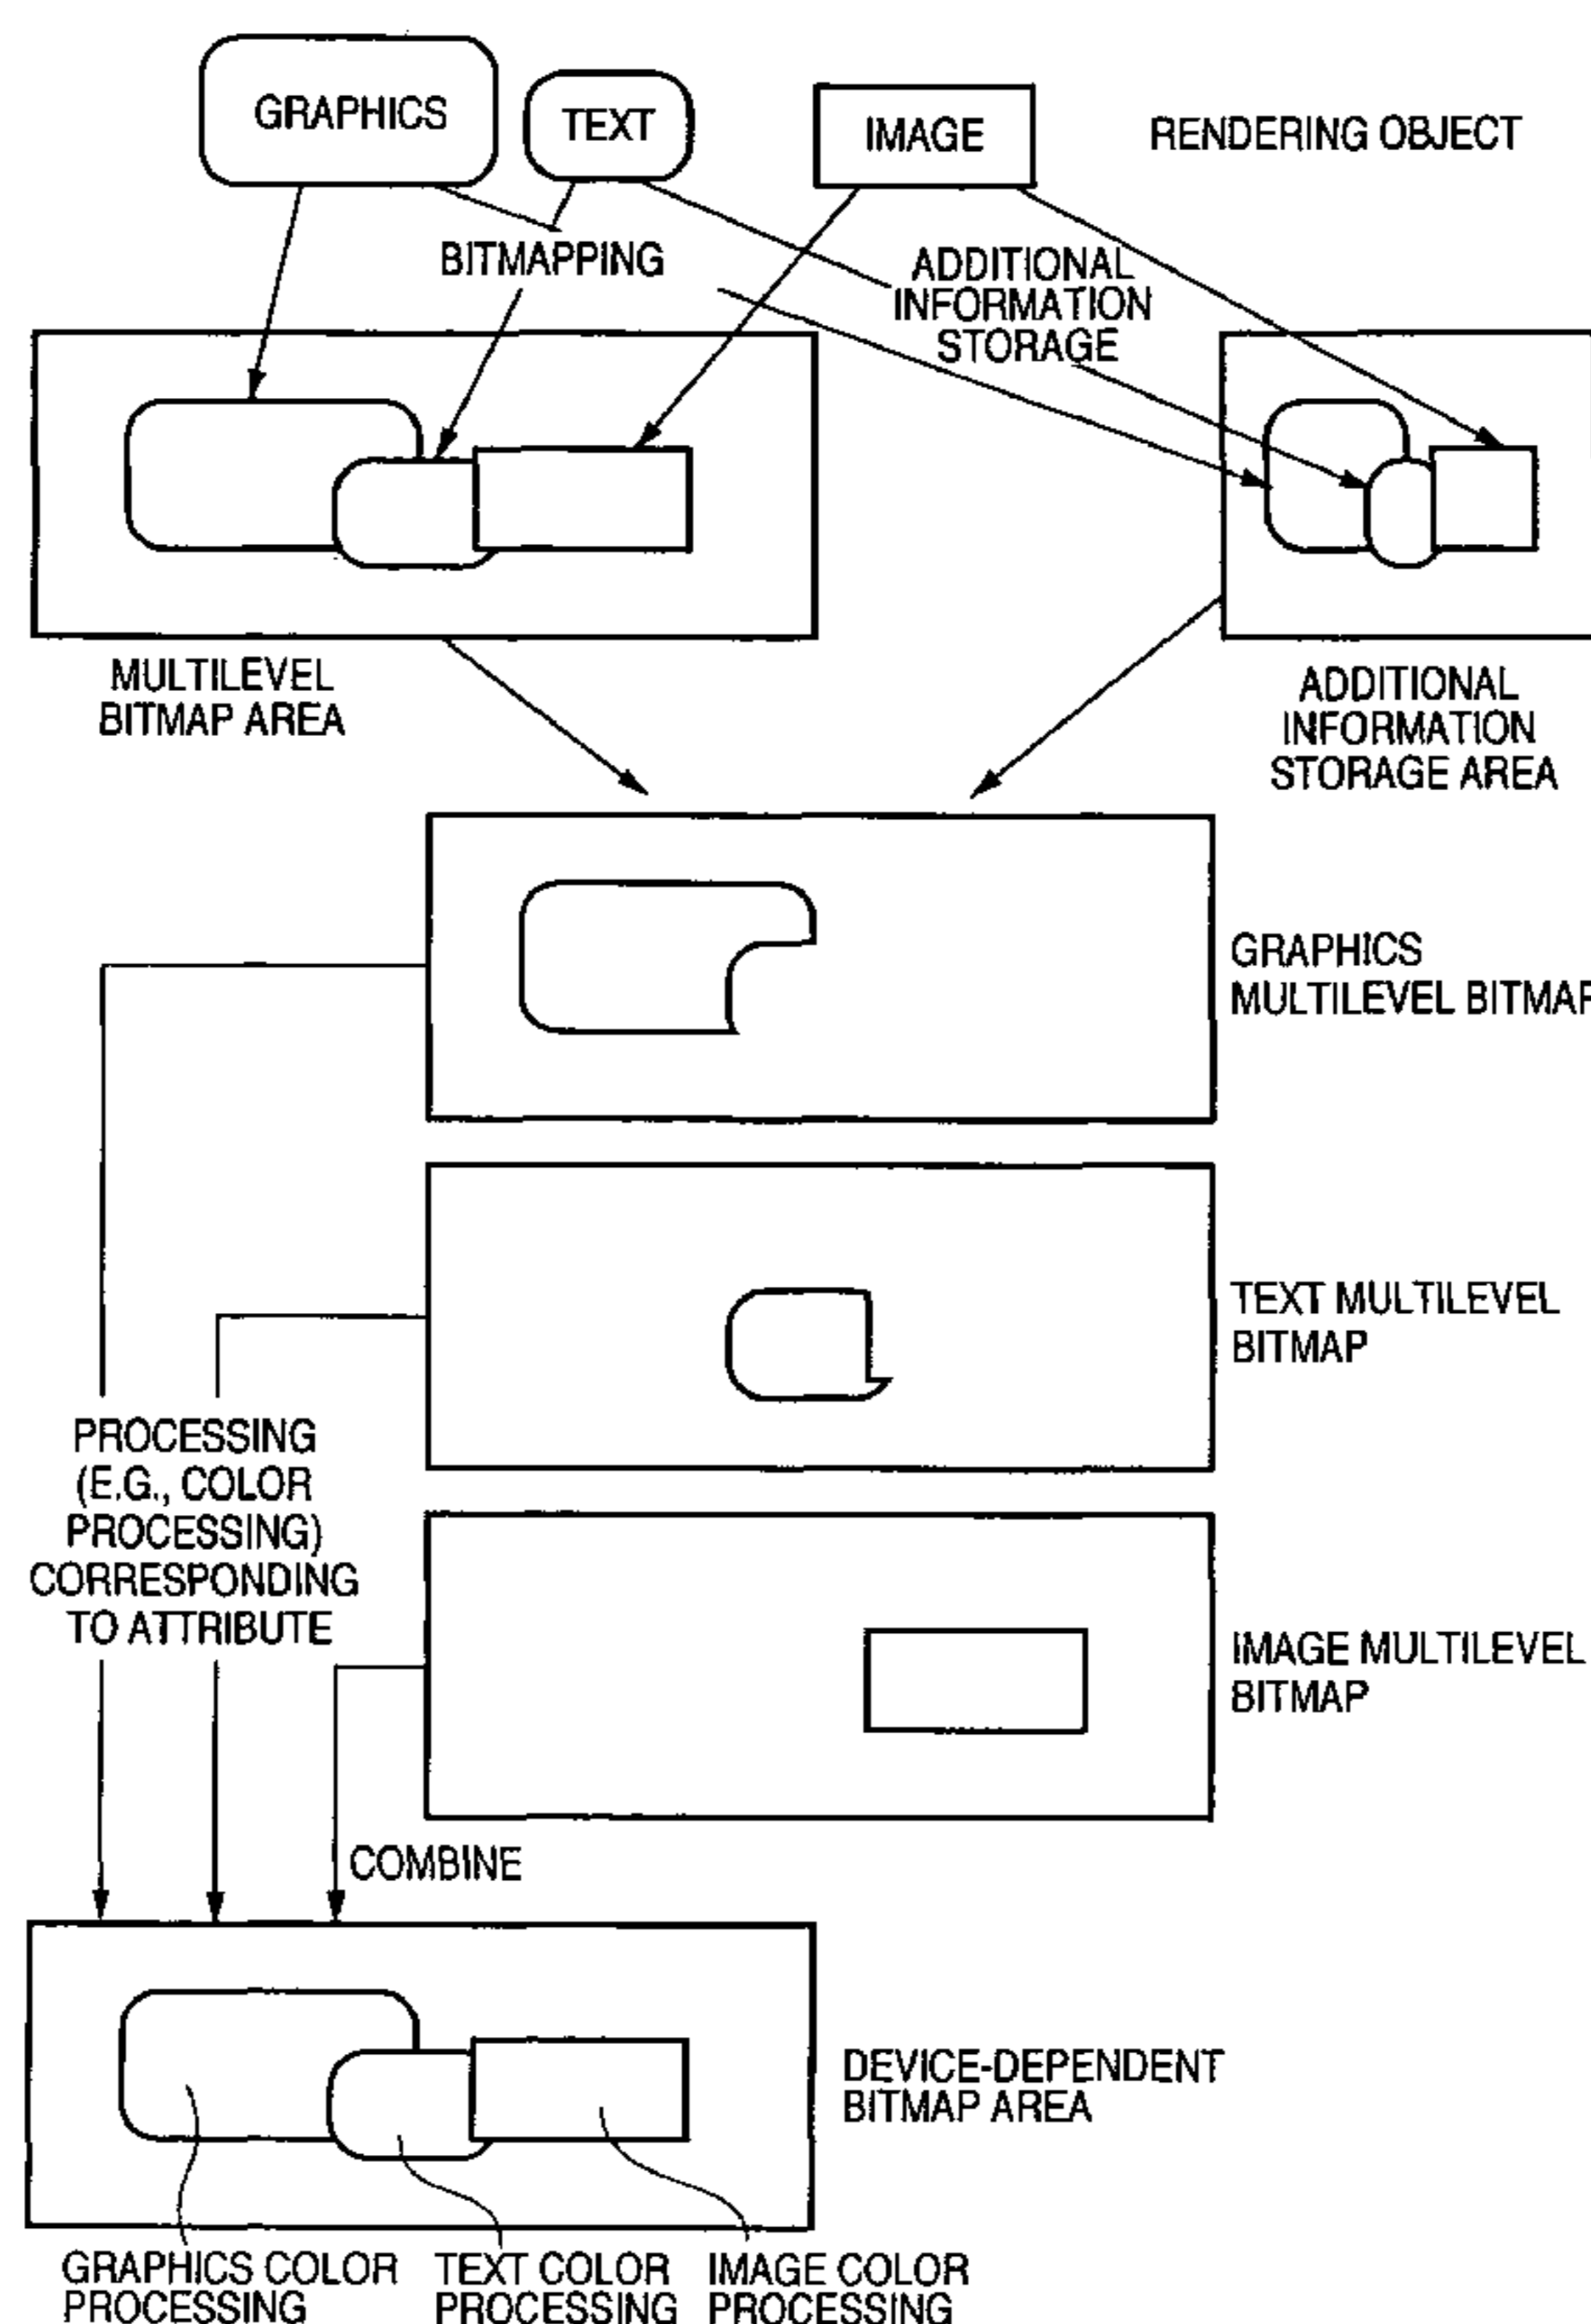 GRAPHICS
TEXT
IMAGE
RENDERING OBJECT
BITMAPPING
ADDITIONAL
INFORMATION
STORAGE
MULTILEVEL
BITMAP AREA
ADDITIONAL
INFORMATION
STORAGE AREA
GRAPHICS
MULTILEVEL BITMAP
TEXT MULTILEVEL
BITMAP
PROCESSING
(E.G., COLOR
PROCESSING)
CORRESPONDING
TO ATTRIBUTE
IMAGE MULTILEVEL
BITMAP
COMBINE
DEVICE-DEPENDENT
BITMAP AREA
GRAPHICS COLOR
PROCESSING
TEXT COLOR
PROCESSING
IMAGE COLOR
PROCESSING